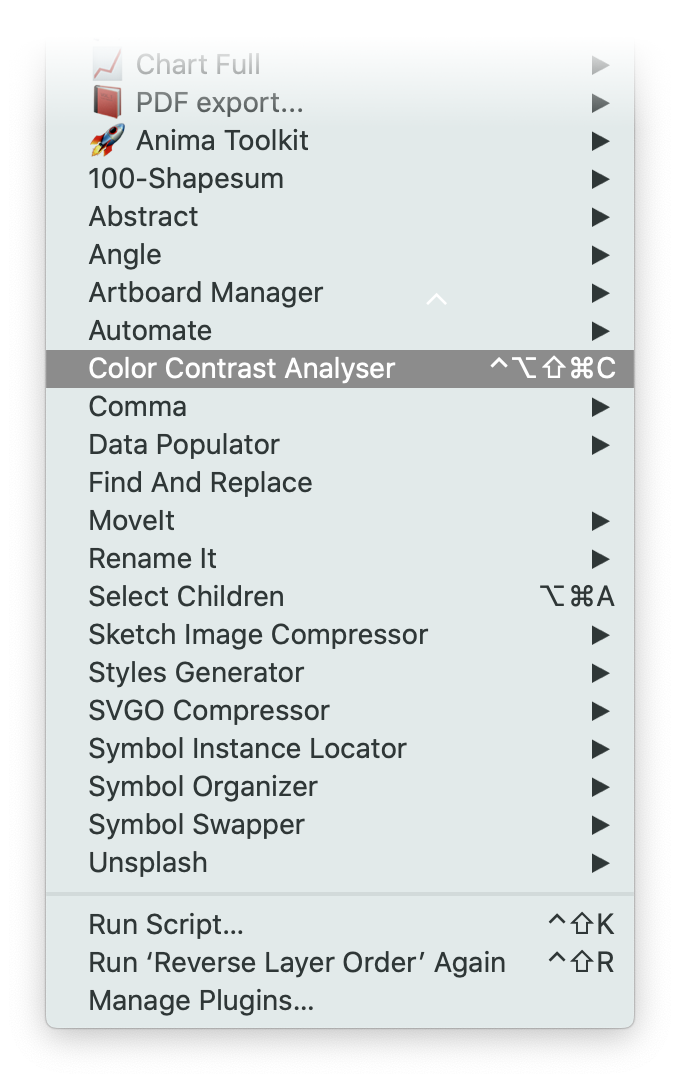 Chart Full ▶
PDF export... ▶
Anima Toolkit ▶
100-Shapesum ▶
Abstract ▶
Angle ▶
Artboard Manager ▶
Automate ▶
Color Contrast Analyser ⌃⌥⇧⌘C
Comma ▶
Data Populator ▶
Find And Replace
MoveIt ▶
Rename It ▶
Select Children ⌥⌘A
Sketch Image Compressor ▶
Styles Generator ▶
SVGO Compressor ▶
Symbol Instance Locator ▶
Symbol Organizer ▶
Symbol Swapper ▶
Unsplash ▶
Run Script... ⌃⇧K
Run ‘Reverse Layer Order’ Again ⌃⇧R
Manage Plugins...